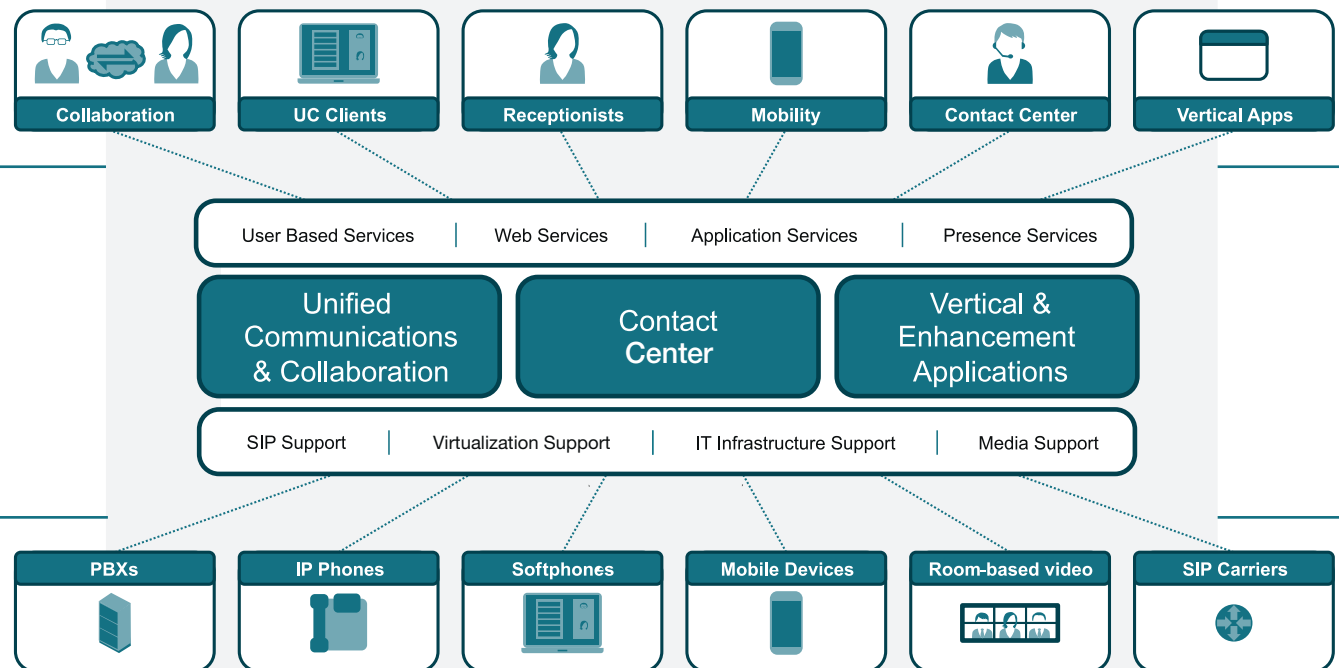 Collaboration
UC Clients
Receptionists
Mobility
Contact Center
Vertical Apps
User Based Services
Web Services
Application Services
Presence Services
Unified
Communications
& Collaboration
Contact
Center
Vertical &
Enhancement
Applications
SIP Support
Virtualization Support
IT Infrastructure Support
Media Support
PBXs
IP Phones
Softphones
Mobile Devices
Room-based video
SIP Carriers